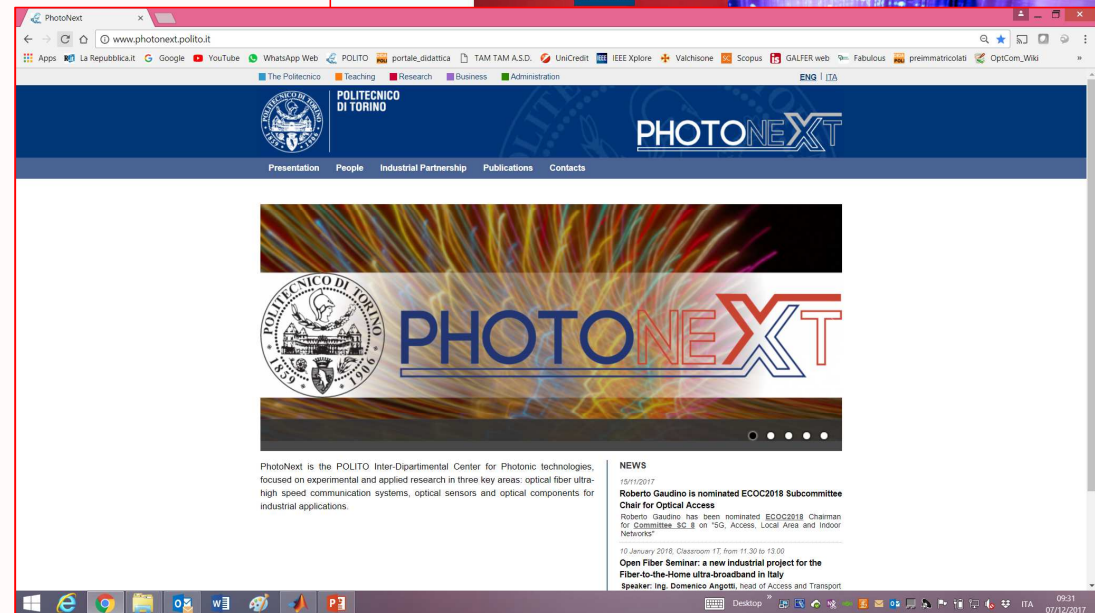 PhotoNext
www.photonext.polito.it
Apps La Repubblica.it Google YouTube WhatsApp Web POLITO portale_didattica TAM TAM A.S.D. UniCredit IEEE Xplore Valchisone Scopus GALFER web Fabulous preimmatricolati OptCom_Wiki »
The Politecnico Teaching Research Business Administration ENG | ITA
POLITECNICO
DI TORINO
PHOTONEXT
Presentation People Industrial Partnership Publications Contacts
POLITECNICO DI TORINO
1859 1906
PHOTONEXT
PhotoNext is the POLITO Inter-Dipartimental Center for Photonic technologies,
focused on experimental and applied research in three key areas: optical fiber ultra-
high speed communication systems, optical sensors and optical components for
industrial applications.
NEWS
15/11/2017
Roberto Gaudino is nominated ECOC2018 Subcommittee
Chair for Optical Access
Roberto Gaudino has been nominated ECOC2018 Chairman
for Committee SC 8 on "5G, Access, Local Area and Indoor
Networks"
10 January 2018, Classroom 1T, from 11.30 to 13.00
Open Fiber Seminar: a new industrial project for the
Fiber-to-the-Home ultra-broadband in Italy
Speaker: Ing. Domenico Angotti, head of Access and Transport
Desktop » ITA 09:31
07/12/2017